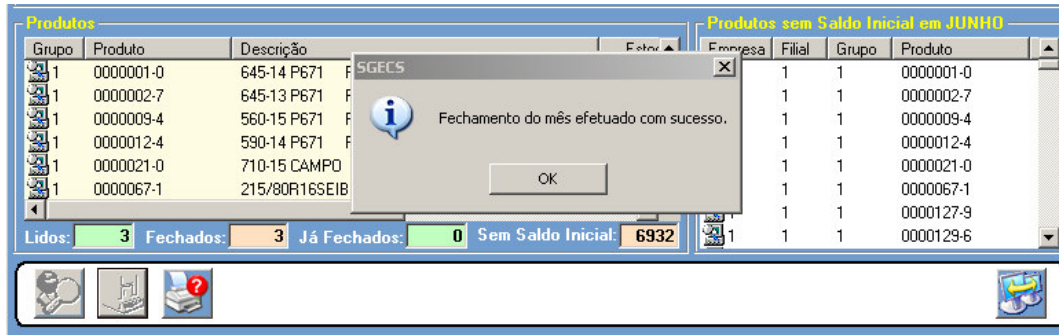 Produtos
Grupo Produto Descrição
1 0000001-0 645-14 P671
1 0000002-7 645-13 P671
1 0000009-4 560-15 P671
1 0000012-4 590-14 P671
1 0000021-0 710-15 CAMPO
1 0000067-1 215/80R16SEIB
Lidos: 3 Fechados: 3 Já Fechados: 0 Sem Saldo Inicial: 6932
SGECS
Fechamento do mês efetuado com sucesso.
OK
Produtos sem Saldo Inicial em JUNHO
Empresa Filial Grupo Produto
1 1 0000001-0
1 1 0000002-7
1 1 0000009-4
1 1 0000012-4
1 1 0000021-0
1 1 0000067-1
1 1 1 0000127-9
1 1 1 0000129-6